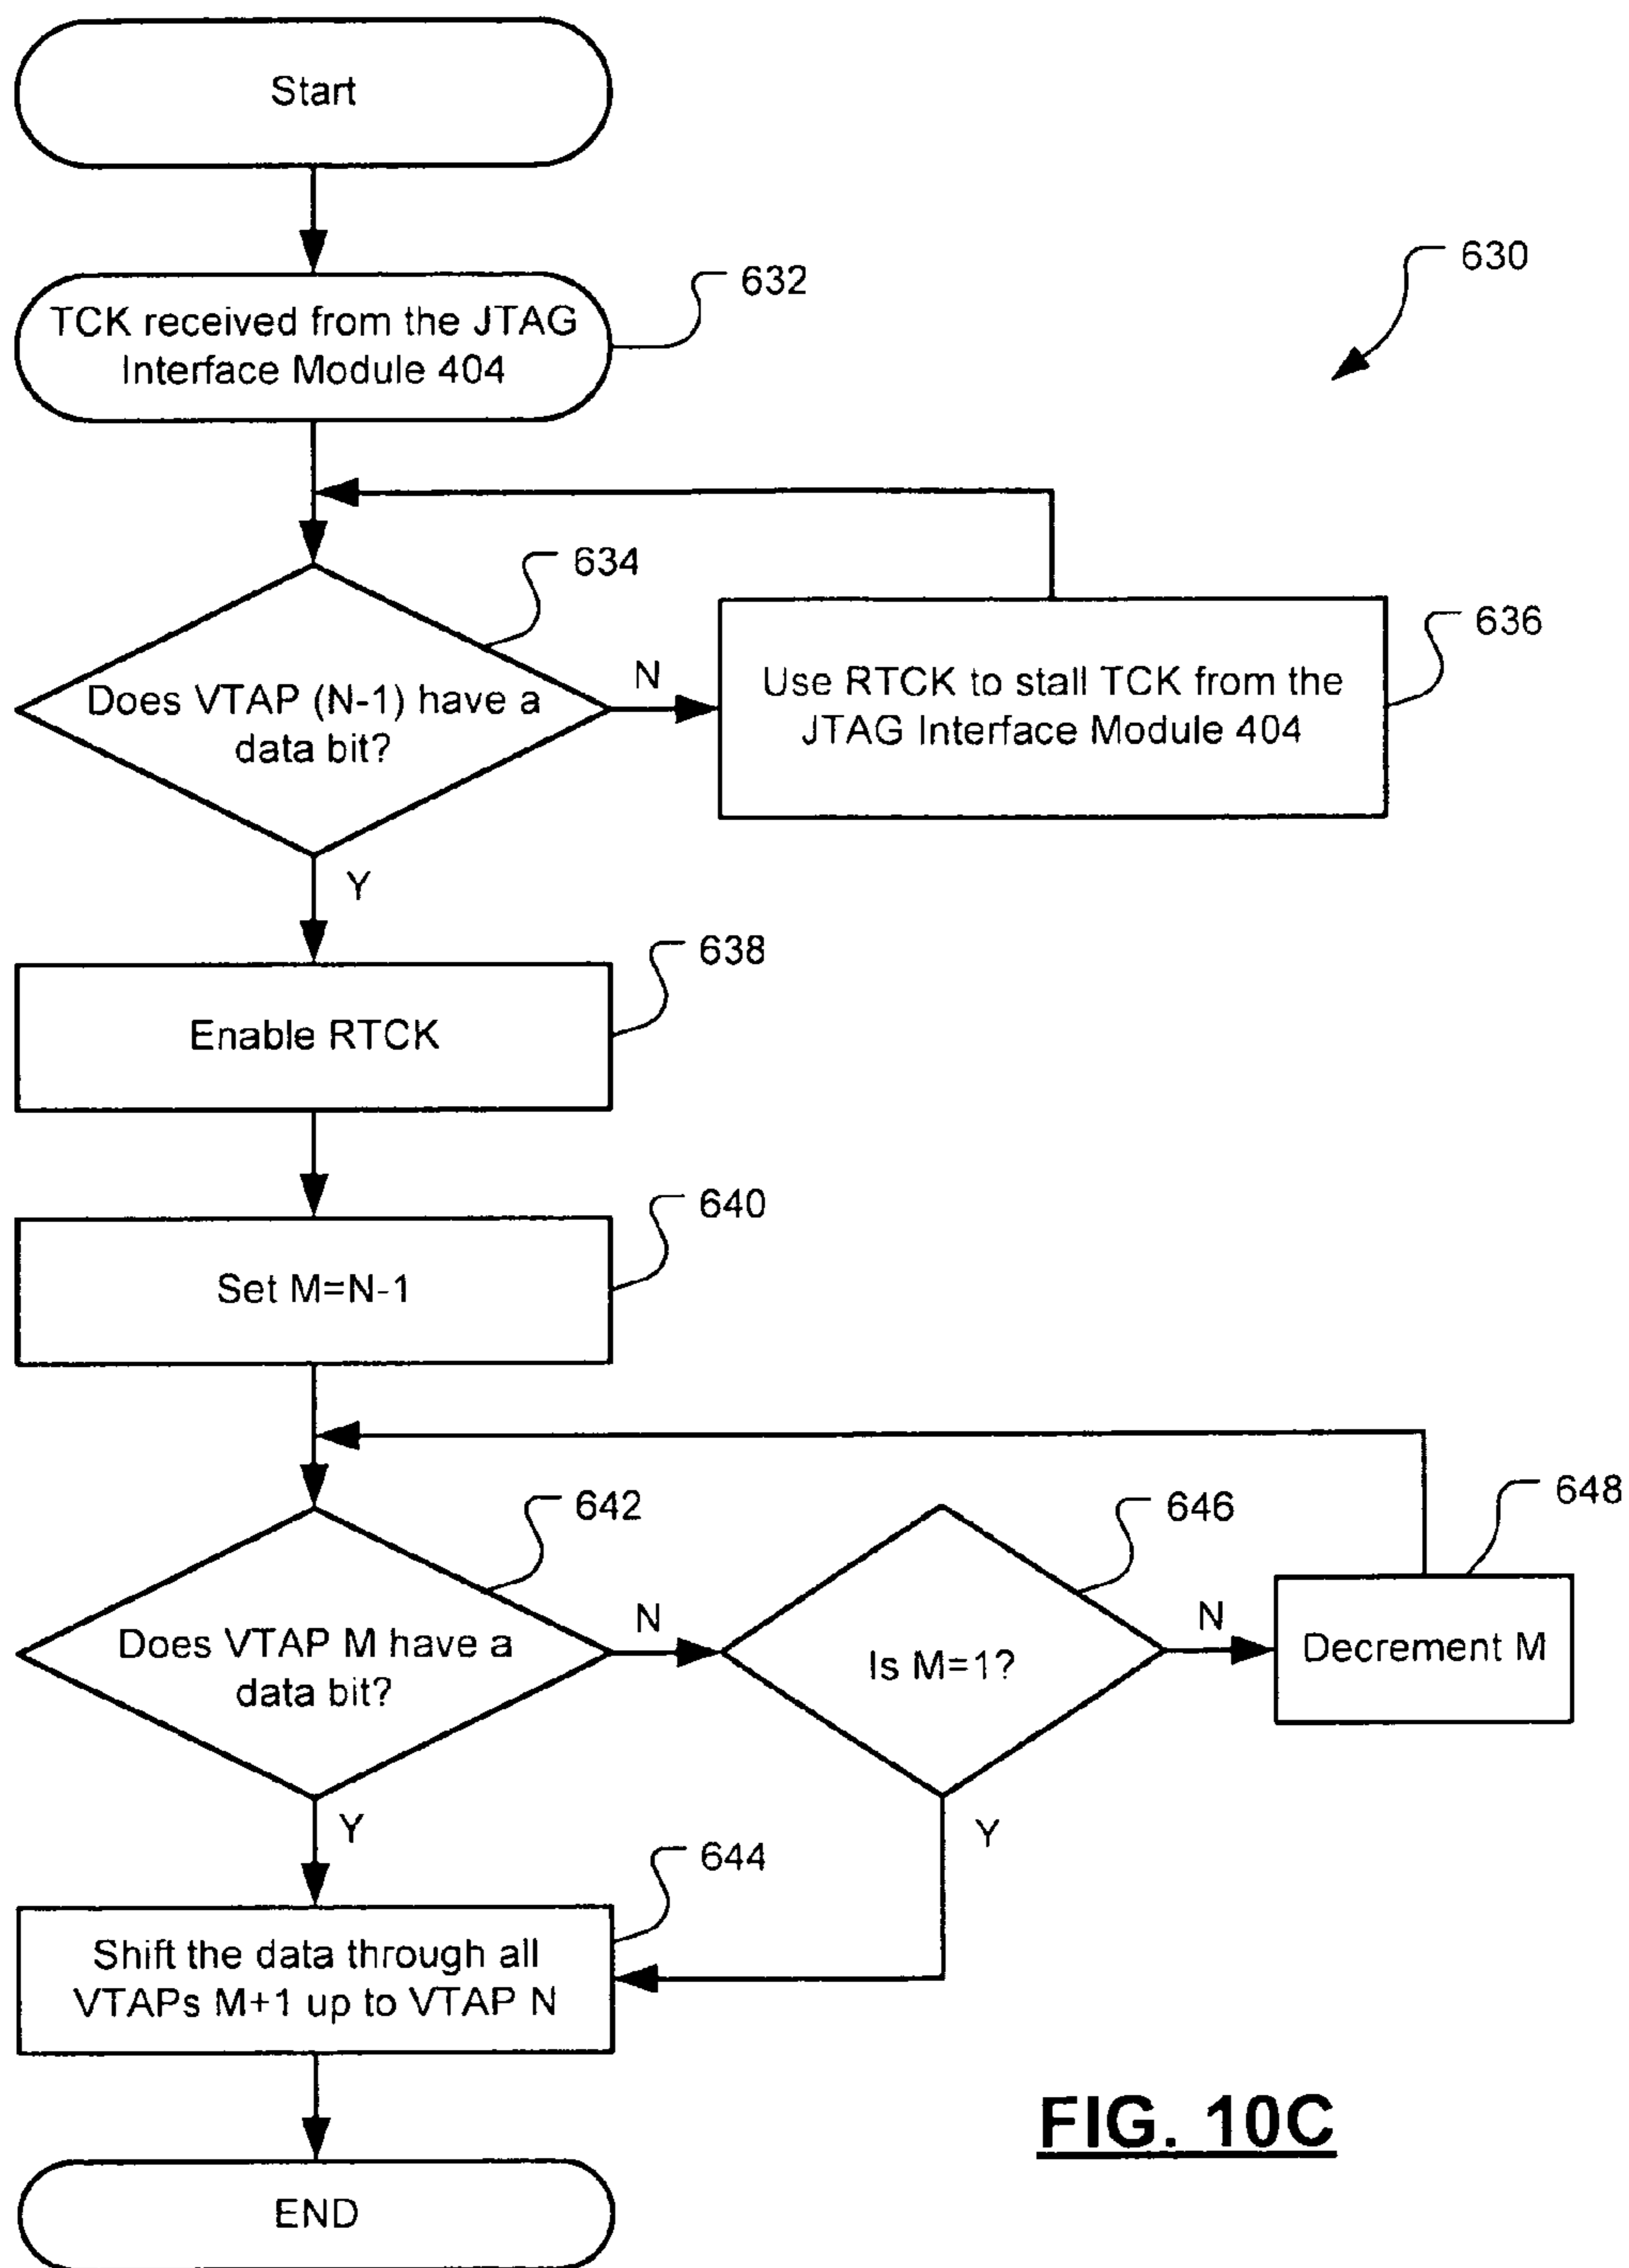 Start
630
632
TCK received from the JTAG
Interface Module 404
634
636
N
Does VTAP (N-1) have a
data bit?
Use RTCK to stall TCK from the
JTAG Interface Module 404
Y
638
Enable RTCK
640
Set M=N-1
642
646
648
N
N
Does VTAP M have a
data bit?
Is M=1?
Decrement M
Y
Y
644
Shift the data through all
VTAPs M+1 up to VTAP N
FIG. 10C
END